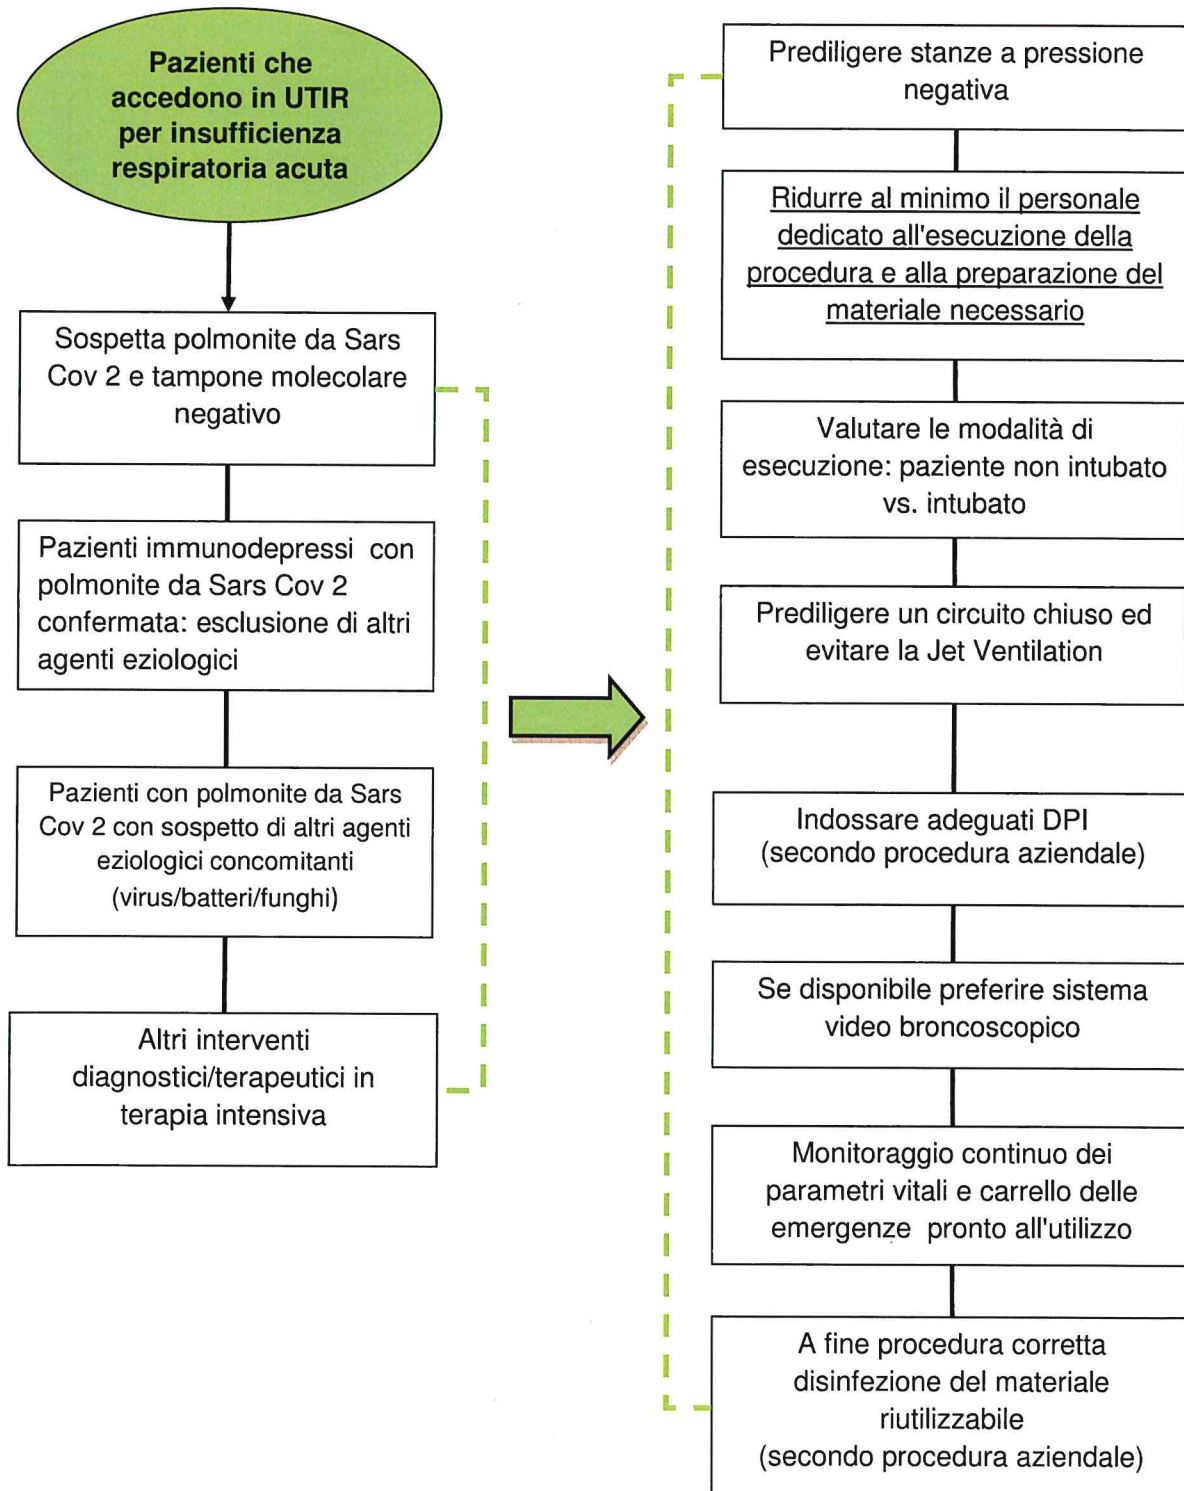 Pazienti che
accedono in UTIR
per insufficienza
respiratoria acuta
Sospetta polmonite da Sars
Cov 2 e tampone molecolare
negativo
Pazienti immunodepressi con
polmonite da Sars Cov 2
confermata: esclusione di altri
agenti eziologici
Pazienti con polmonite da Sars
Cov 2 con sospetto di altri agenti
eziologici concomitanti
(virus/batteri/funghi)
Altri interventi
diagnostici/terapeutici in
terapia intensiva
Prediligere stanze a pressione
negativa
Ridurre al minimo il personale
dedicato all'esecuzione della
procedura e alla preparazione del
materiale necessario
Valutare le modalità di
esecuzione: paziente non intubato
vs. intubato
Prediligere un circuito chiuso ed
evitare la Jet Ventilation
Indossare adeguati DPI
(secondo procedura aziendale)
Se disponibile preferire sistema
video broncoscopico
Monitoraggio continuo dei
parametri vitali e carrello delle
emergenze pronto all'utilizzo
A fine procedura corretta
disinfezione del materiale
riutilizzabile
(secondo procedura aziendale)